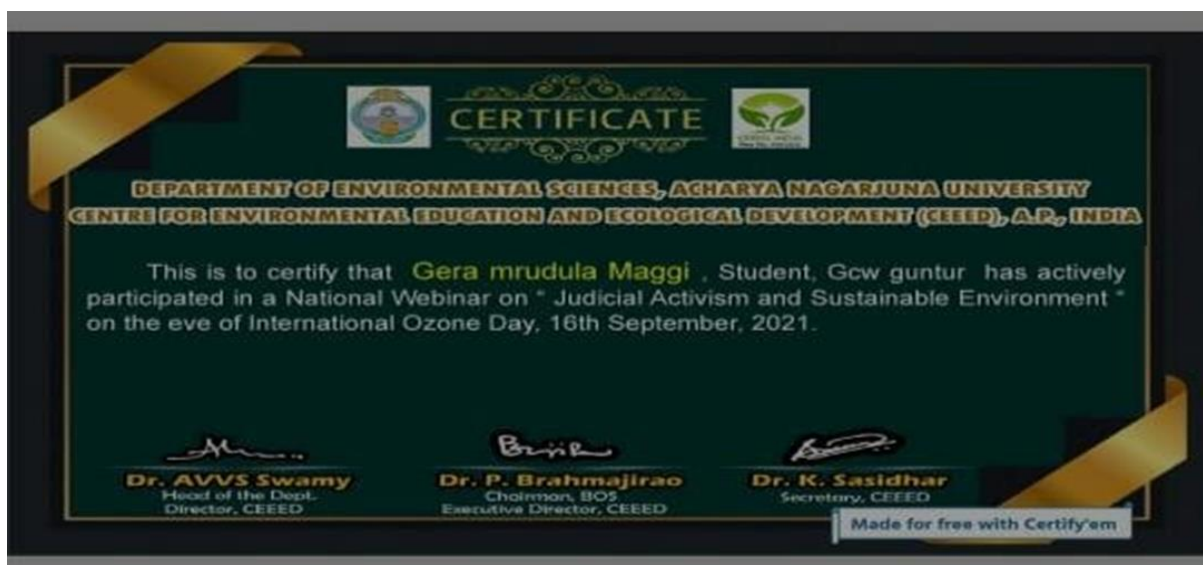 CERTIFICATE
DEPARTMENT OF ENVIRONMENTAL SCIENCES, ACHARYA NAGARJUNA UNIVERSITY
CENTRE FOR ENVIRONMENTAL EDUCATION AND ECOLOGICAL DEVELOPMENT (CEEED), A.P., INDIA
This is to certify that Gera mrudula Maggi , Student, Gcw guntur has actively
participated in a National Webinar on “ Judicial Activism and Sustainable Environment “
on the eve of International Ozone Day, 16th September, 2021.
Dr. AVVS Swamy
Head of the Dept.
Director, CEEED
Dr. P. Brahmajirao
Chairman, BOS
Executive Director, CEEED
Dr. K. Sasidhar
Secretary, CEEED
Made for free with Certify'em